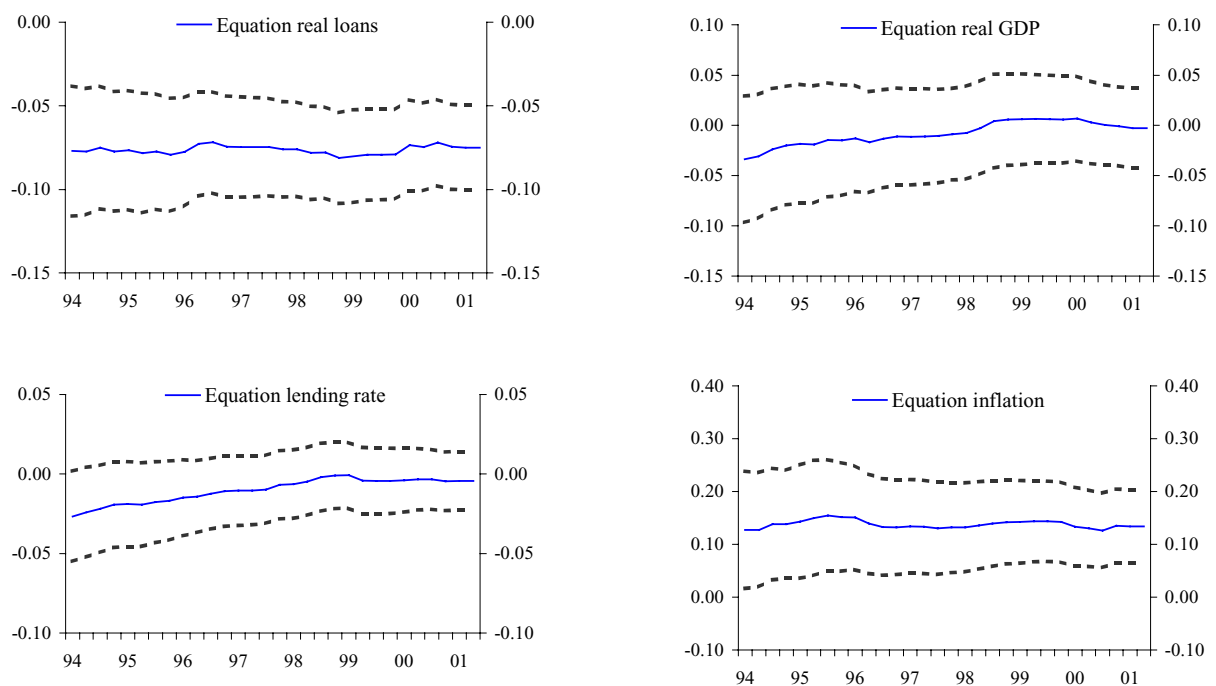 Equation real loans
0.00 0.00
-0.05 -0.05
-0.10 -0.10
-0.15 -0.15
94 95 96 97 98 99 00 01
Equation real GDP
0.10 0.10
0.05 0.05
0.00 0.00
-0.05 -0.05
-0.10 -0.10
-0.15 -0.15
94 95 96 97 98 99 00 01
Equation lending rate
0.05 0.05
0.00 0.00
-0.05 -0.05
-0.10 -0.10
94 95 96 97 98 99 00 01
Equation inflation
0.40 0.40
0.30 0.30
0.20 0.20
0.10 0.10
0.00 0.00
-0.10 -0.10
94 95 96 97 98 99 00 01